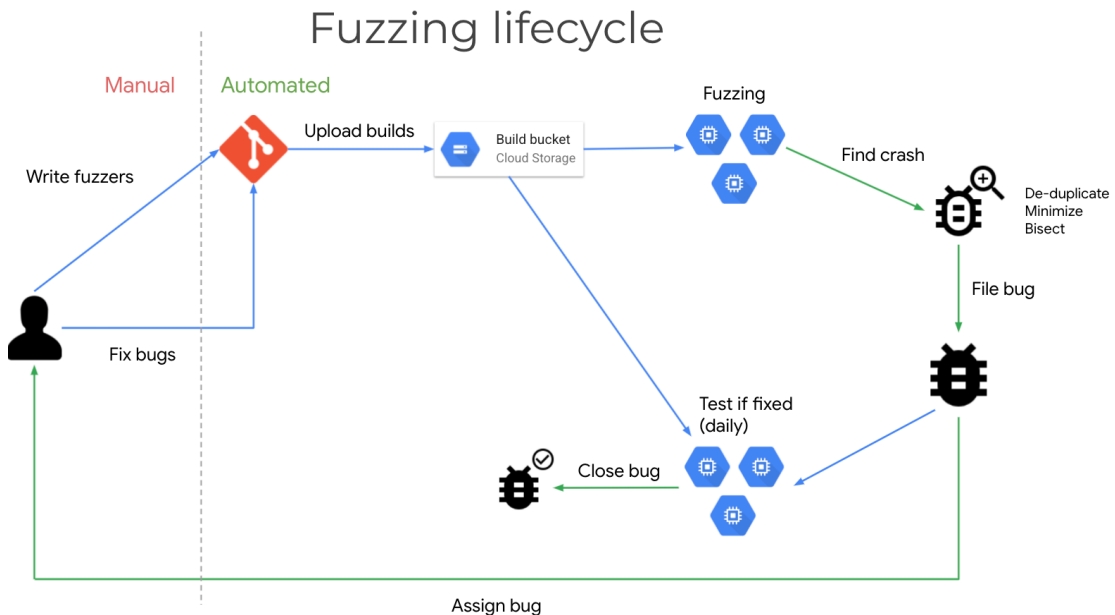 Fuzzing lifecycle
Manual
Automated
Fuzzing
Upload builds
Build bucket
Cloud Storage
Find crash
Write fuzzers
De-duplicate
Minimize
Bisect
File bug
Fix bugs
Test if fixed
(daily)
Close bug
Assign bug